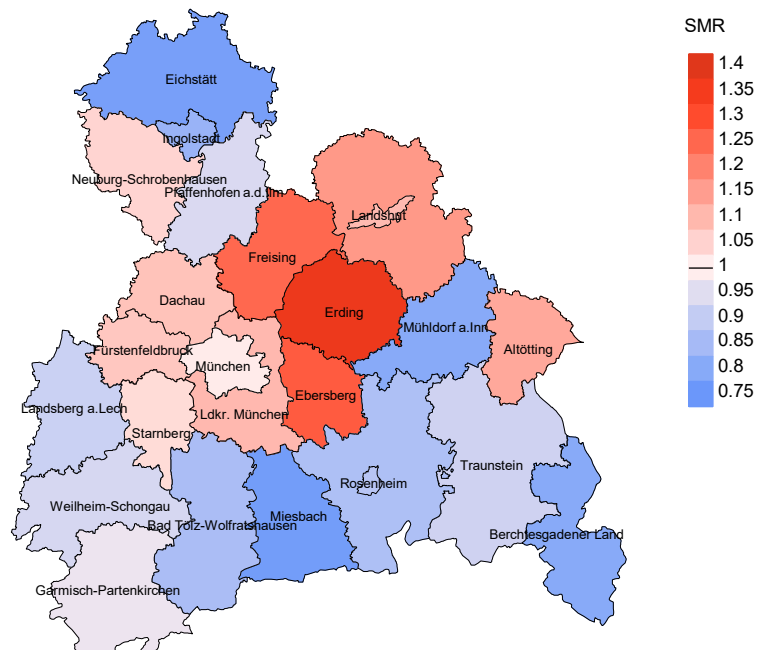 SMR
1.4
1.35
1.3
1.25
1.2
1.15
1.1
1.05
1
0.95
0.9
0.85
0.8
0.75
Eichstätt
Ingolstadt
Neuburg-Schrobenhausen
Pfaffenhofen a.d.Ilm
Landshut
Freising
Dachau
Erding
Mühldorf a.Inn
Altötting
Fürstenfeldbruck
München
Ebersberg
Landsberg a.Lech
Ldkr. München
Starnberg
Traunstein
Rosenheim
Weilheim-Schongau
Miesbach
Bad Tölz-Wolfratshausen
Berchtesgadener Land
Garmisch-Partenkirchen